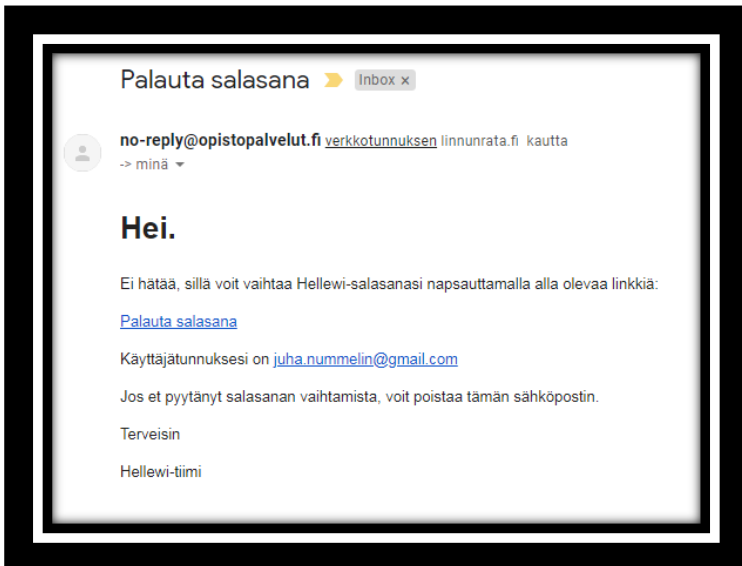 Palauta salasana Inbox x
no-reply@opistopalvelut.fi verkkotunnuksen linnunrata.fi kautta
-> minä
Hei.
Ei hätää, sillä voit vaihtaa Hellewi-salasanasi napsauttamalla alla olevaa linkkiä:
Palauta salasana
Käyttäjätunnuksesi on juha.nummelin@gmail.com
Jos et pyytänyt salasanan vaihtamista, voit poistaa tämän sähköpostin.
Terveisin
Hellewi-tiimi